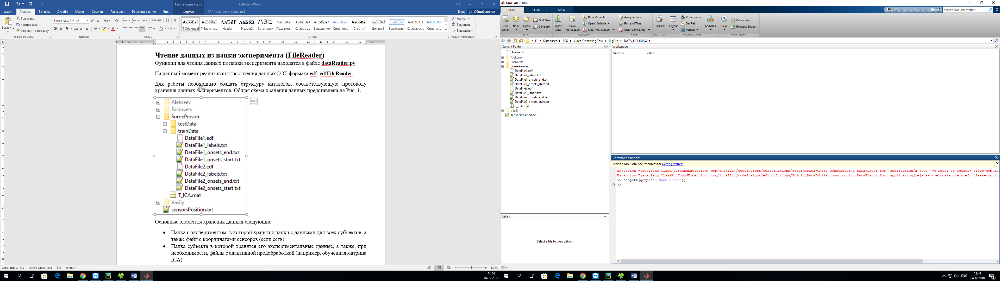 Работа с рисунками
PyPortal - Word
Файл
Главная
Вставка
Дизайн
Макет
Ссылки
Рассылки
Рецензирование
Вид
Формат
Что вы хотите сделать?
Вход
Общий доступ
Вставить
Вырезать
Копировать
Формат по образцу
Буфер обмена
Times New F
12
Шрифт
Абзац
¶ Обычный
¶ Без инте...
Header1
Header2
Заголовок
Подзагол...
Слабое в...
Выделение
Сильное...
Строгий
Цитата 2
Выделенн...
Слабая сс...
Сильная...
Стили
Найти
Заменить
Выделить
Редактирование
Чтение данных из папки эксперимента (FileReader)
Функции для чтения данных из папки эксперимента находятся в файле dataReader.py
На данный момент реализован класс чтения данных ЭЭГ формата edf: edfFileReader
Для работы необходимо создать структуру каталогов, соответствующую протоколу
хранения данных экспериментов. Общая схема хранения данных представлена на Рис. 1.
Alekseev
Fastovets
SomePerson
testData
trainData
DataFile1.edf
DataFile1_labels.txt
DataFile1_onsets_end.txt
DataFile1_onsets_start.txt
DataFile2.edf
DataFile2_labels.txt
DataFile2_onsets_end.txt
DataFile2_onsets_start.txt
T_ICA.mat
Vasily
sensorsPosition.txt
Основные элементы хранения данных следующие:
• Папка с экспериментом, в которой хранятся папки с данными для всех субъектов, а
также файл с координатами сенсоров (если есть).
• Папка субъекта в которой хранятся его экспериментальные данные, а также, при
необходимости, файлы с адаптивной предобработкой (например, обученная матрица
ICA).
Страница 2 из 5
Число слов: 1201
русский
130%
11:44
04.12.2018
MATLAB R2016a
HOME
PLOTS
APPS
Search Documentation
New Script
New
Open
Find Files
Compare
FILE
Import Data
Save Workspace
New Variable
Open Variable
Clear Workspace
VARIABLE
Analyze Code
Run and Time
Clear Commands
CODE
Simulink
SIMULINK
Layout
Preferences
Set Path
Parallel
Add-Ons
ENVIRONMENT
Help
Community
Request Support
RESOURCES
E: ▸ Databases ▸ EEG ▸ Video Observing Task ▸ BigExp ▸ DATA_NO_IMAG ▸
Current Folder
Name
Alekseev
Fastovets
SomePerson
DataFile1.edf
DataFile1_labels.txt
DataFile1_onsets_end.txt
DataFile1_onsets_start.txt
DataFile2.edf
DataFile2_labels.txt
DataFile2_onsets_end.txt
DataFile2_onsets_start.txt
T_ICA.mat
Vasily
sensorsPosition.txt
Details
Select a file to view details
Workspace
Name
Value
Command Window
New to MATLAB? See resources for Getting Started.
Exception "java.lang.ClassNotFoundException: com/intellij/codeInsight/editorActions/FoldingData"while constructing DataFlavor for: application/x-java-jvm-local-objectref; class=com.int
Exception "java.lang.ClassNotFoundException: com/intellij/codeInsight/editorActions/FoldingData"while constructing DataFlavor for: application/x-java-jvm-local-objectref; class=com.int
>> addpath(genpath('SomePerson'));
>>
ENG
11:44
04.12.2018